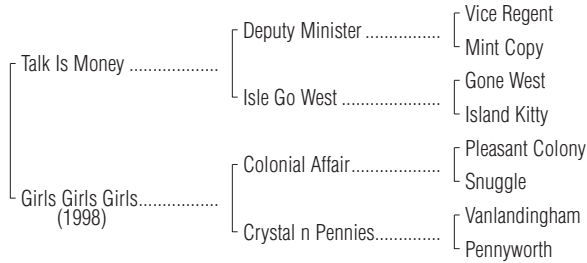 Vice Regent
Deputy Minister ..................
Mint Copy
Talk Is Money ..................
Gone West
Isle Go West .......................
Island Kitty
Pleasant Colony
Colonial Affair.....................
Snuggle
Girls Girls Girls................
(1998)
Vanlandingham
Crystal n Pennies...............
Pennyworth